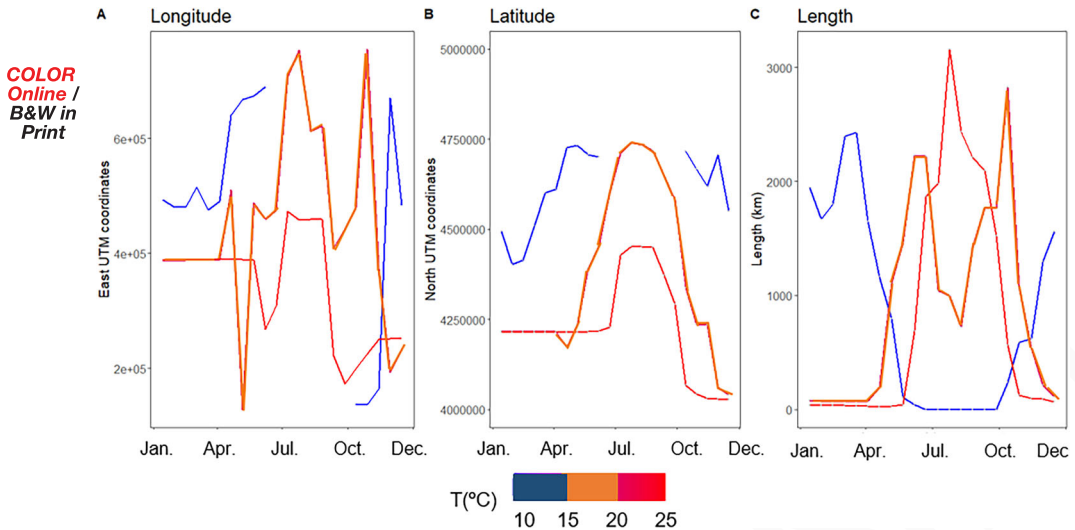 COLOR
Online /
B&W in
Print
A Longitude
East UTM coordinates
6e+05
4e+05
2e+05
Jan. Apr. Jul. Oct. Dec.
B Latitude
North UTM coordinates
5000000
4750000
4500000
4250000
4000000
Jan. Apr. Jul. Oct. Dec.
C Length
Length (km)
3000
2000
1000
0
Jan. Apr. Jul. Oct. Dec
T(ºC)
10 15 20 25